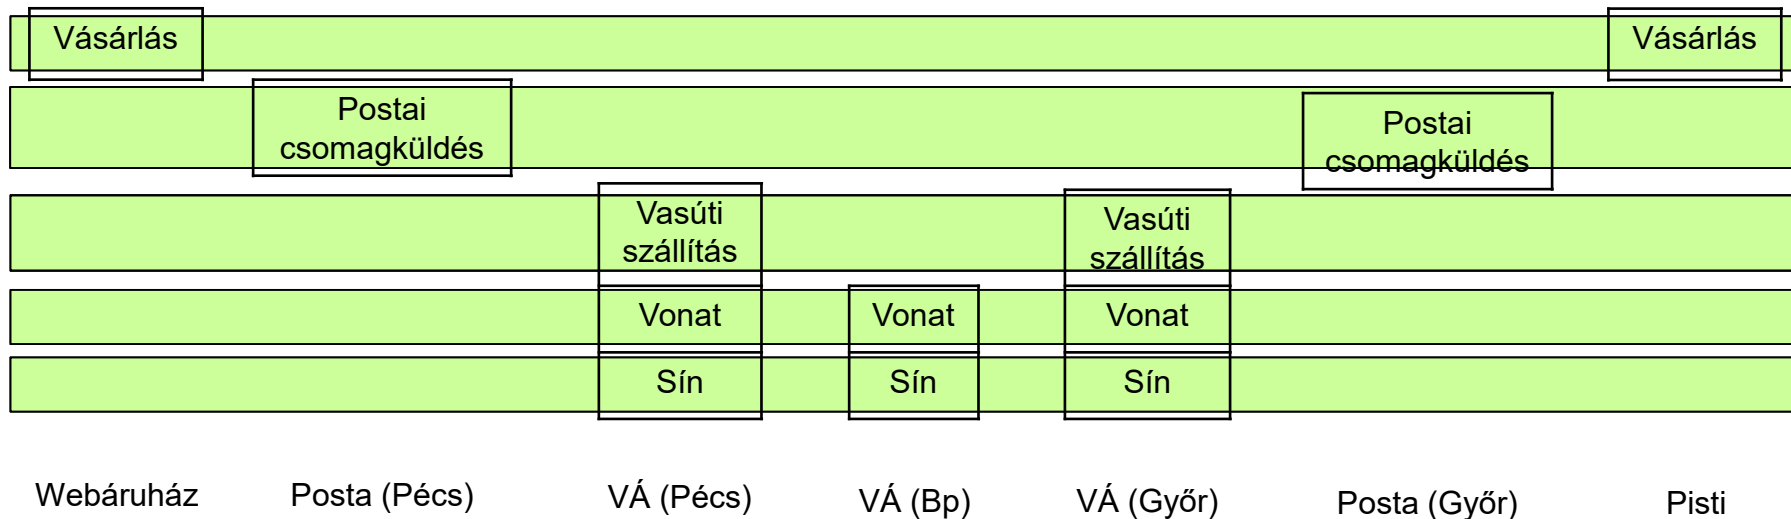 Vásárlás
Vásárlás
Postai
csomagküldés
Postai
csomagküldés
Vasúti
szállítás
Vasúti
szállítás
Vonat
Vonat
Vonat
Sín
Sín
Sín
Webáruház
Posta (Pécs)
VÁ (Pécs)
VÁ (Bp)
VÁ (Győr)
Posta (Győr)
Pisti